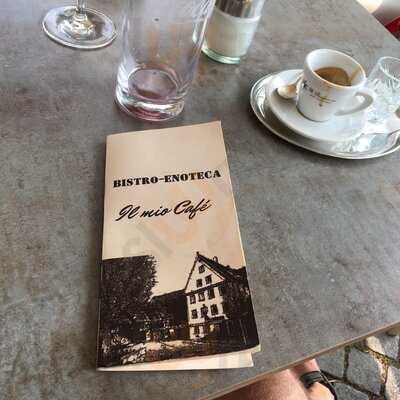 BISTRO-ENOTECA
Il mio Café